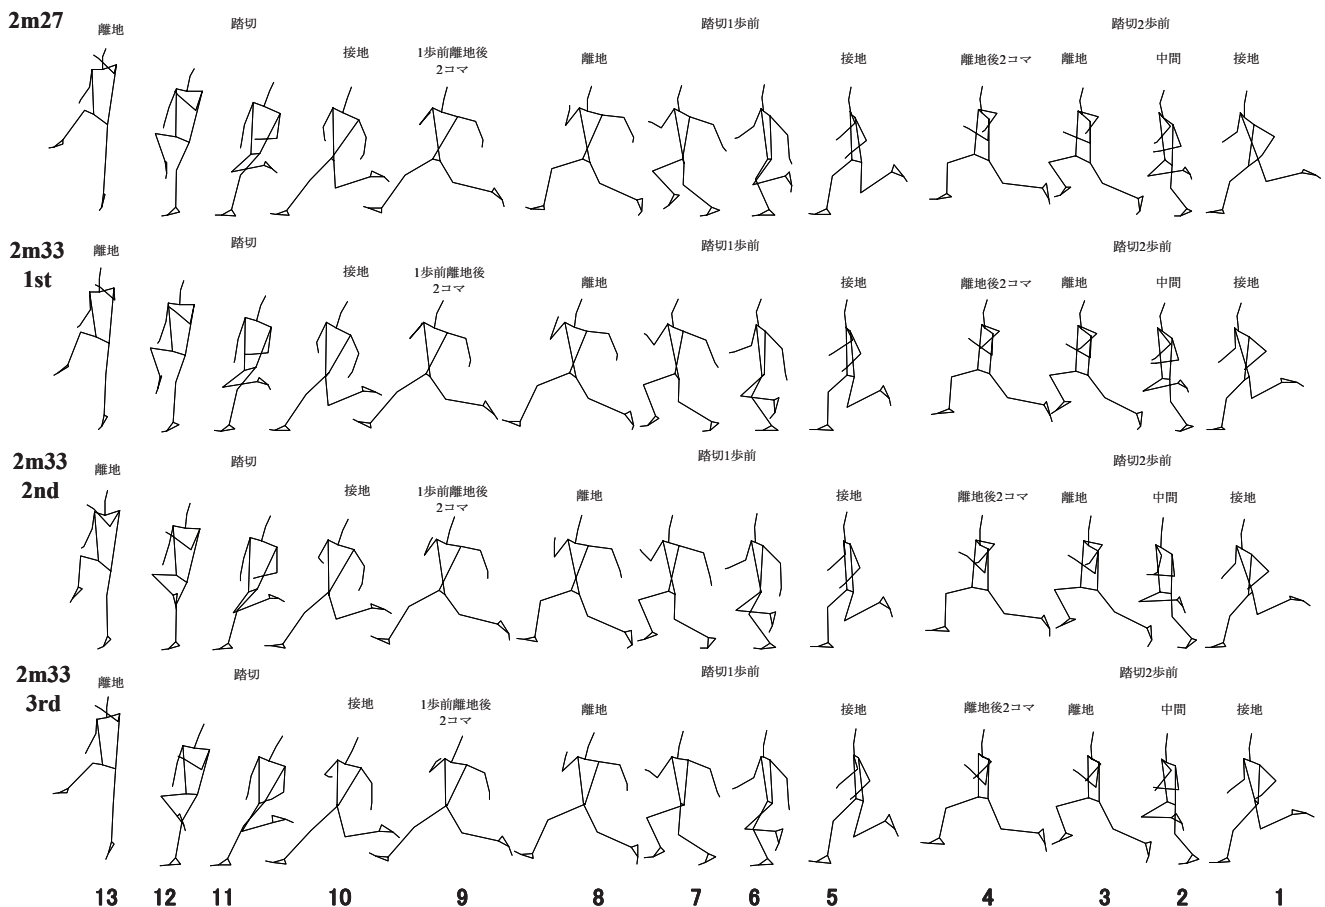 2m27
離地
踏切
接地
1歩前離地後
2コマ
離地
踏切1歩前
接地
離地後2コマ
踏切2歩前
離地
中間
接地
2m33
1st
離地
踏切
接地
1歩前離地後
2コマ
離地
踏切1歩前
接地
離地後2コマ
踏切2歩前
離地
中間
接地
2m33
2nd
離地
踏切
接地
1歩前離地後
2コマ
離地
踏切1歩前
接地
離地後2コマ
踏切2歩前
離地
中間
接地
2m33
3rd
離地
踏切
接地
1歩前離地後
2コマ
離地
踏切1歩前
接地
離地後2コマ
踏切2歩前
離地
中間
接地
13 12 11 10 9 8 7 6 5 4 3 2 1